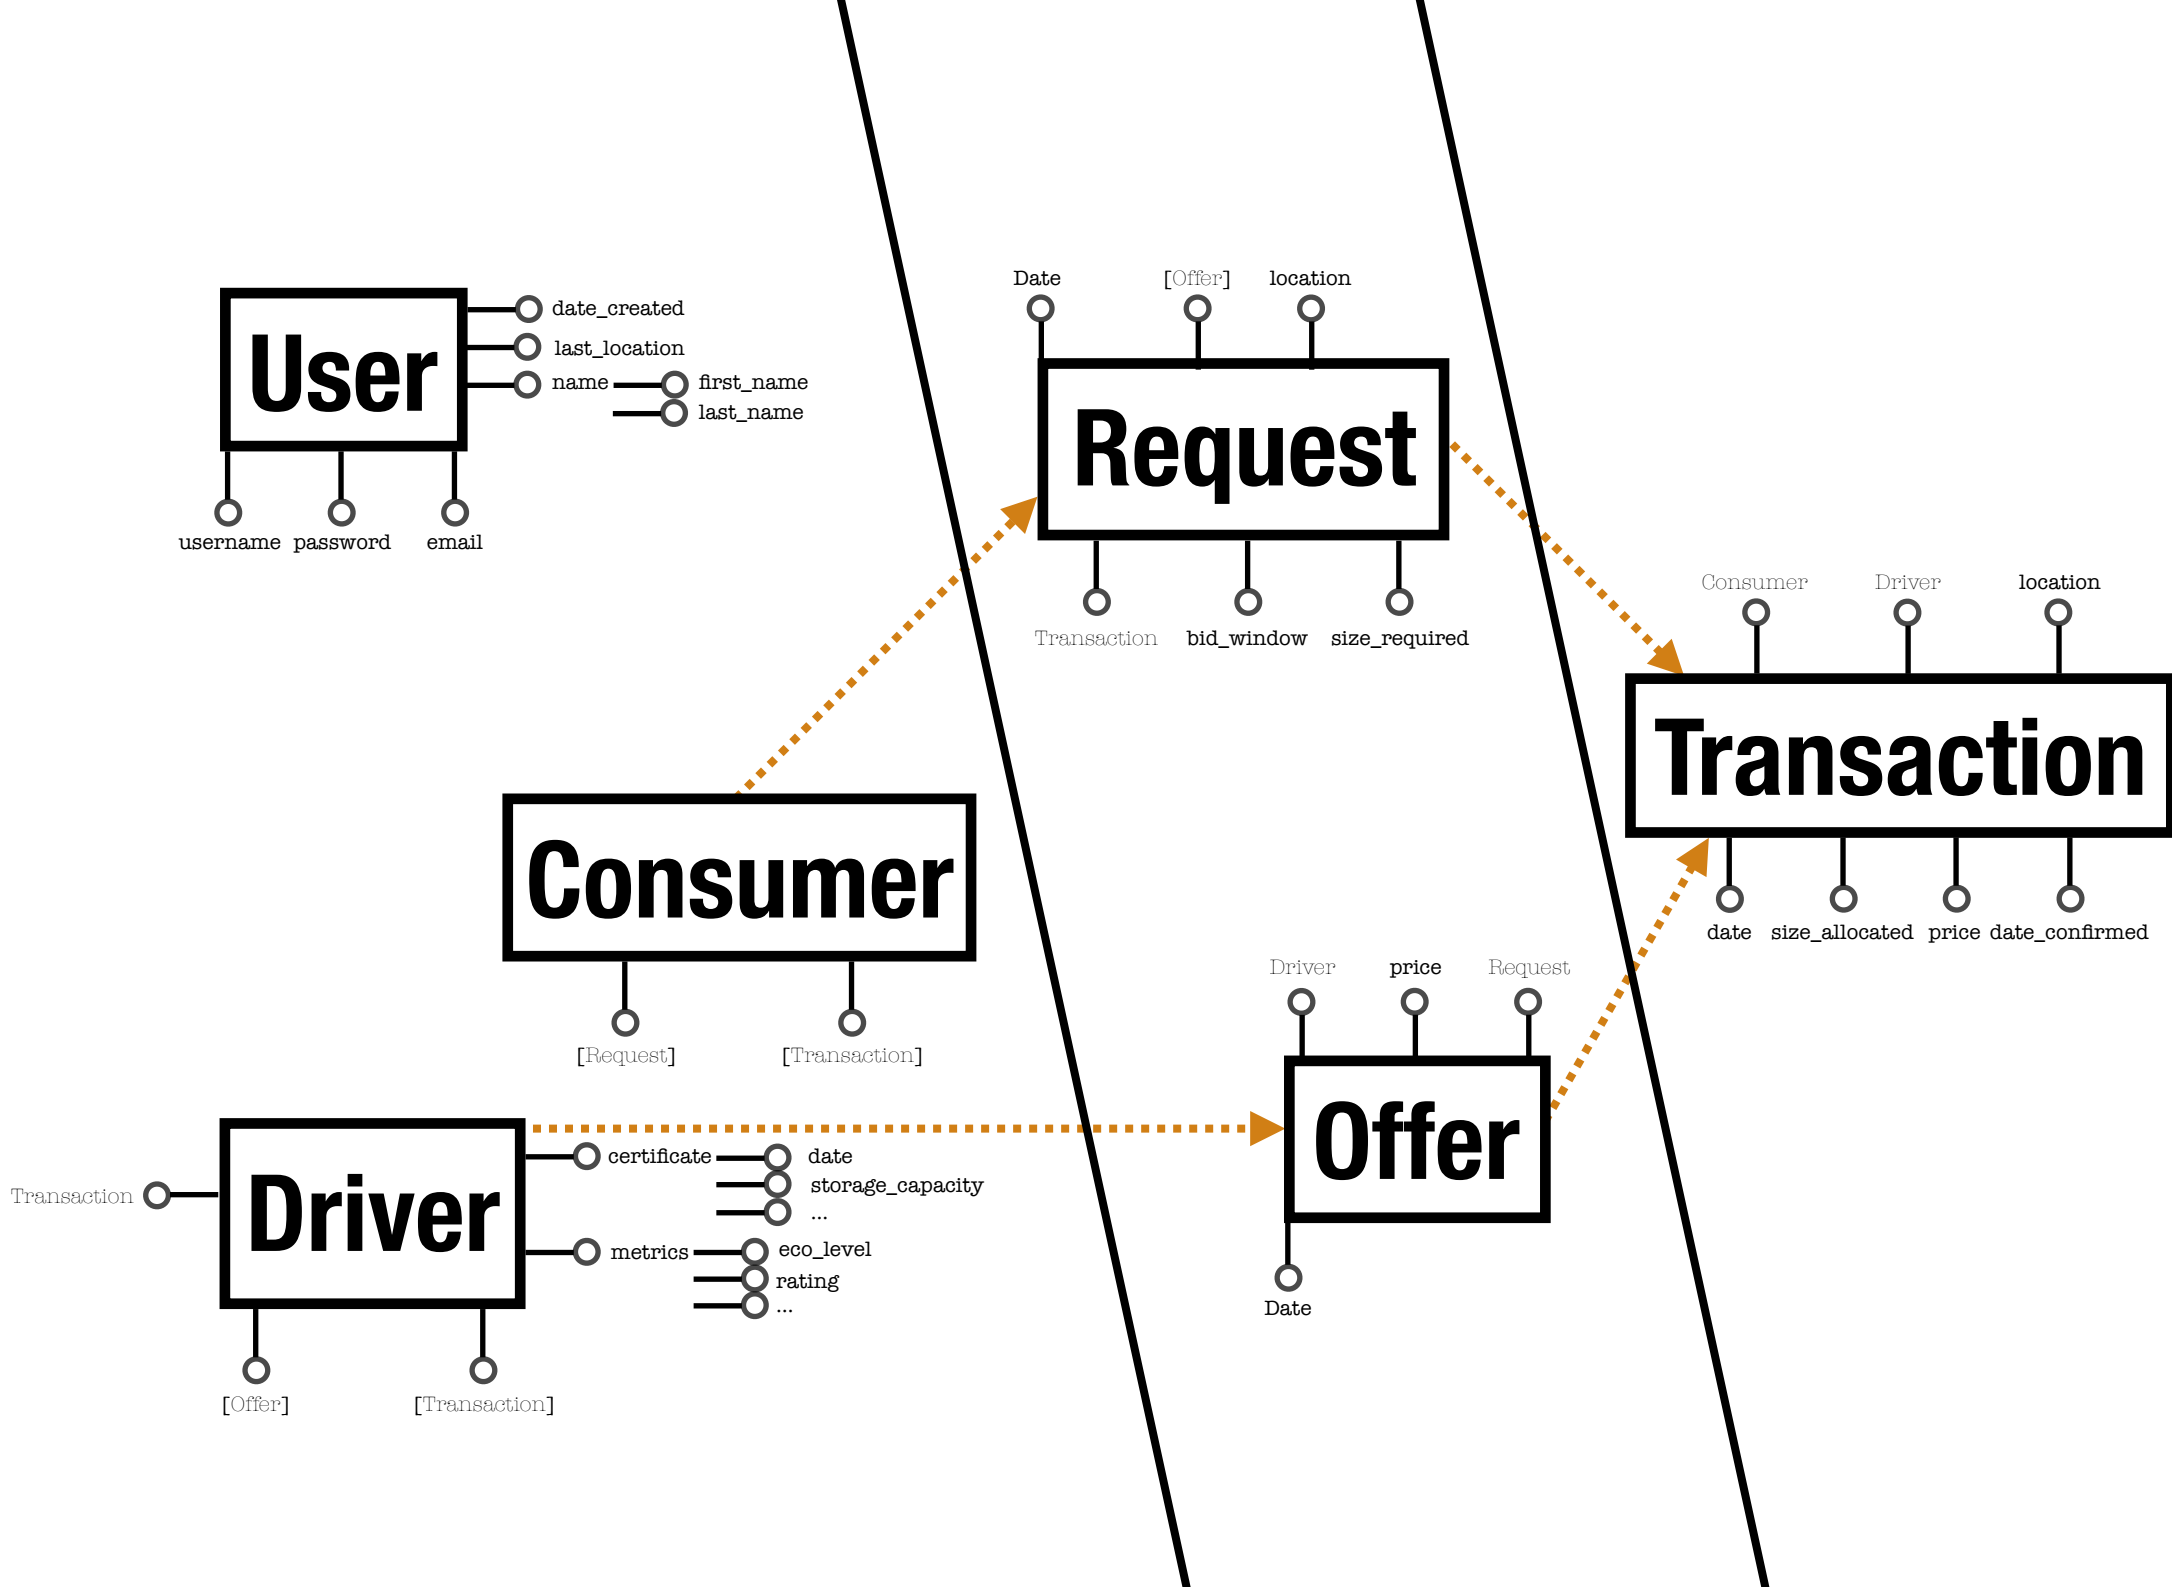 User
date_created
last_location
name
first_name
last_name
username password email
Consumer
[Request] [Transaction]
Driver
Transaction
certificate
date
storage_capacity
...
metrics
eco_level
rating
...
[Offer] [Transaction]
Date [Offer] location
Request
Transaction bid_window size_required
Driver price Request
Offer
Date
Consumer Driver location
Transaction
date size_allocated price date_confirmed